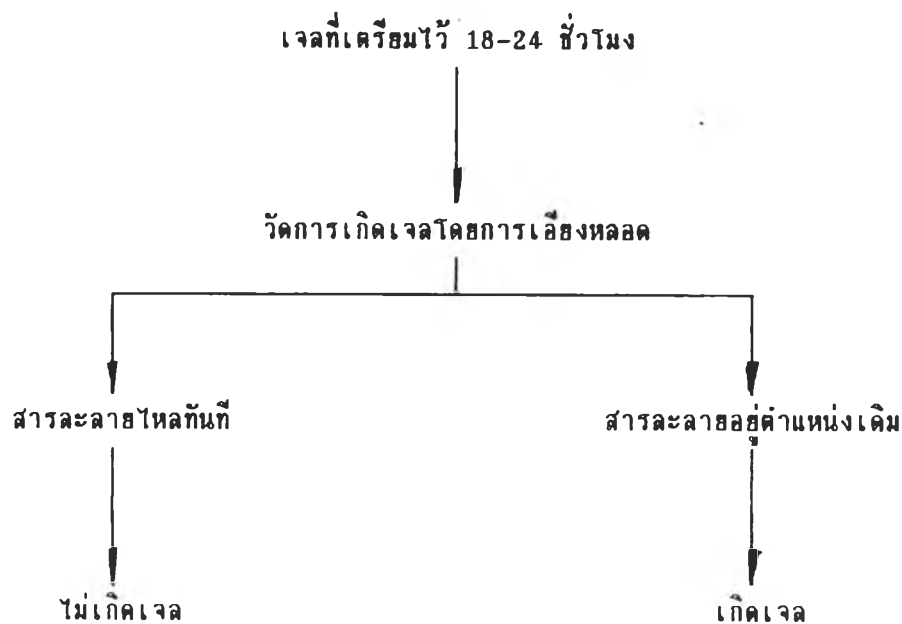 เจลที่เตรียมไว้ 18-24 ชั่วโมง
วัดการเกิดเจลโดยการเอียงหลอด
สารละลายไหลทันที
สารละลายอยู่ตำแหน่งเดิม
ไม่เกิดเจล
เกิดเจล